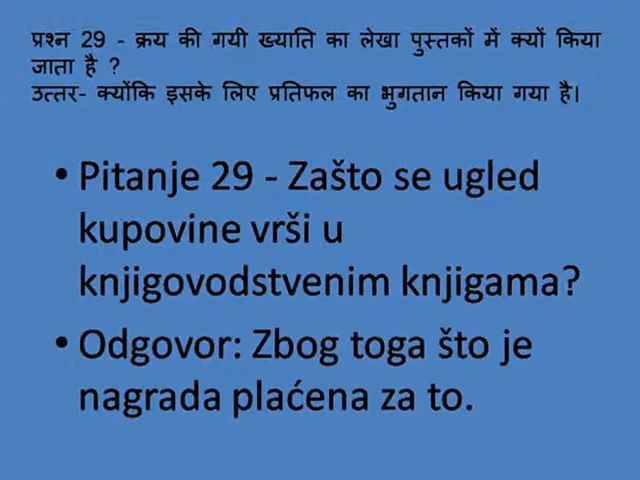 प्रश्न 29 - क्रय की गयी ख्याति का लेखा पुस्तकों में क्यों किया
जाता है ?
उत्तर- क्योंकि इसके लिए प्रतिफल का भुगतान किया गया है।
• Pitanje 29 - Zašto se ugled
kupovine vrši u
knjigovodstvenim knjigama?
• Odgovor: Zbog toga što je
nagrada plaćena za to.